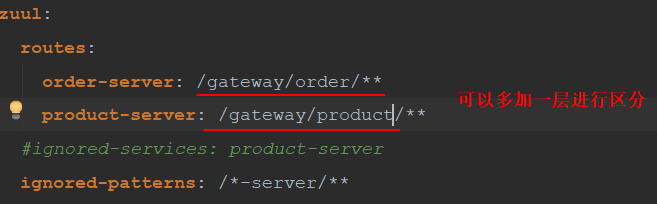 zuul:
routes:
order-server: /gateway/order/**
product-server: /gateway/product/**
可以多加一层进行区分
#ignored-services: product-server
ignored-patterns: /*-server/**